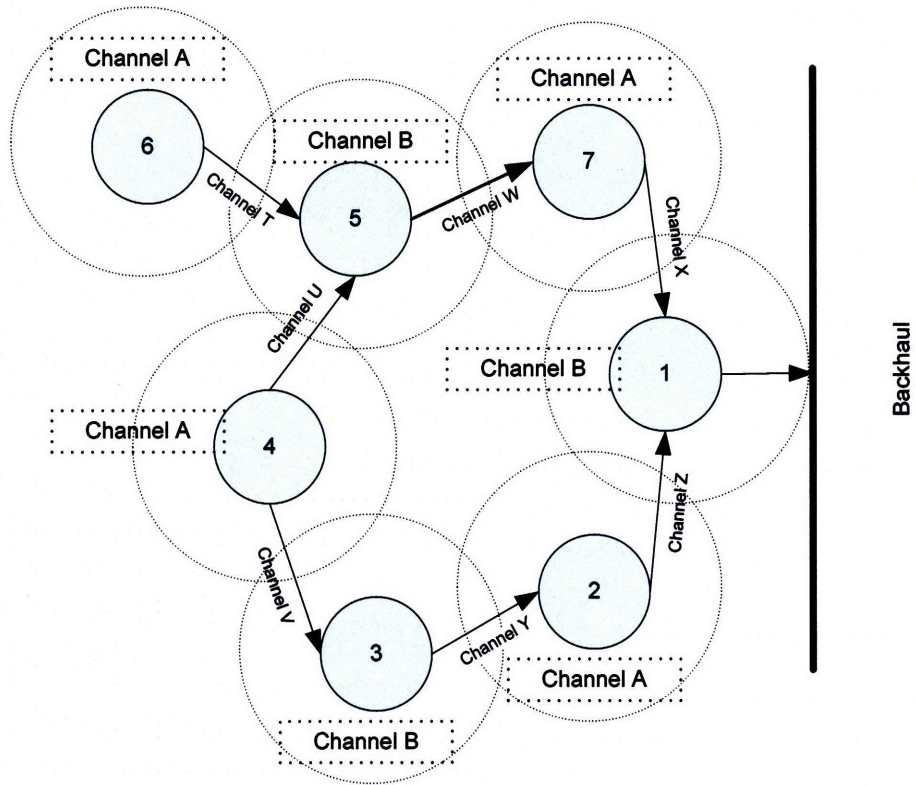 Channel A
6
Channel T
Channel B
5
Channel W
Channel A
7
Channel X
Channel U
Channel B
1
Backhaul
Channel A
4
Channel V
Channel Z
2
Channel Y
Channel A
3
Channel B